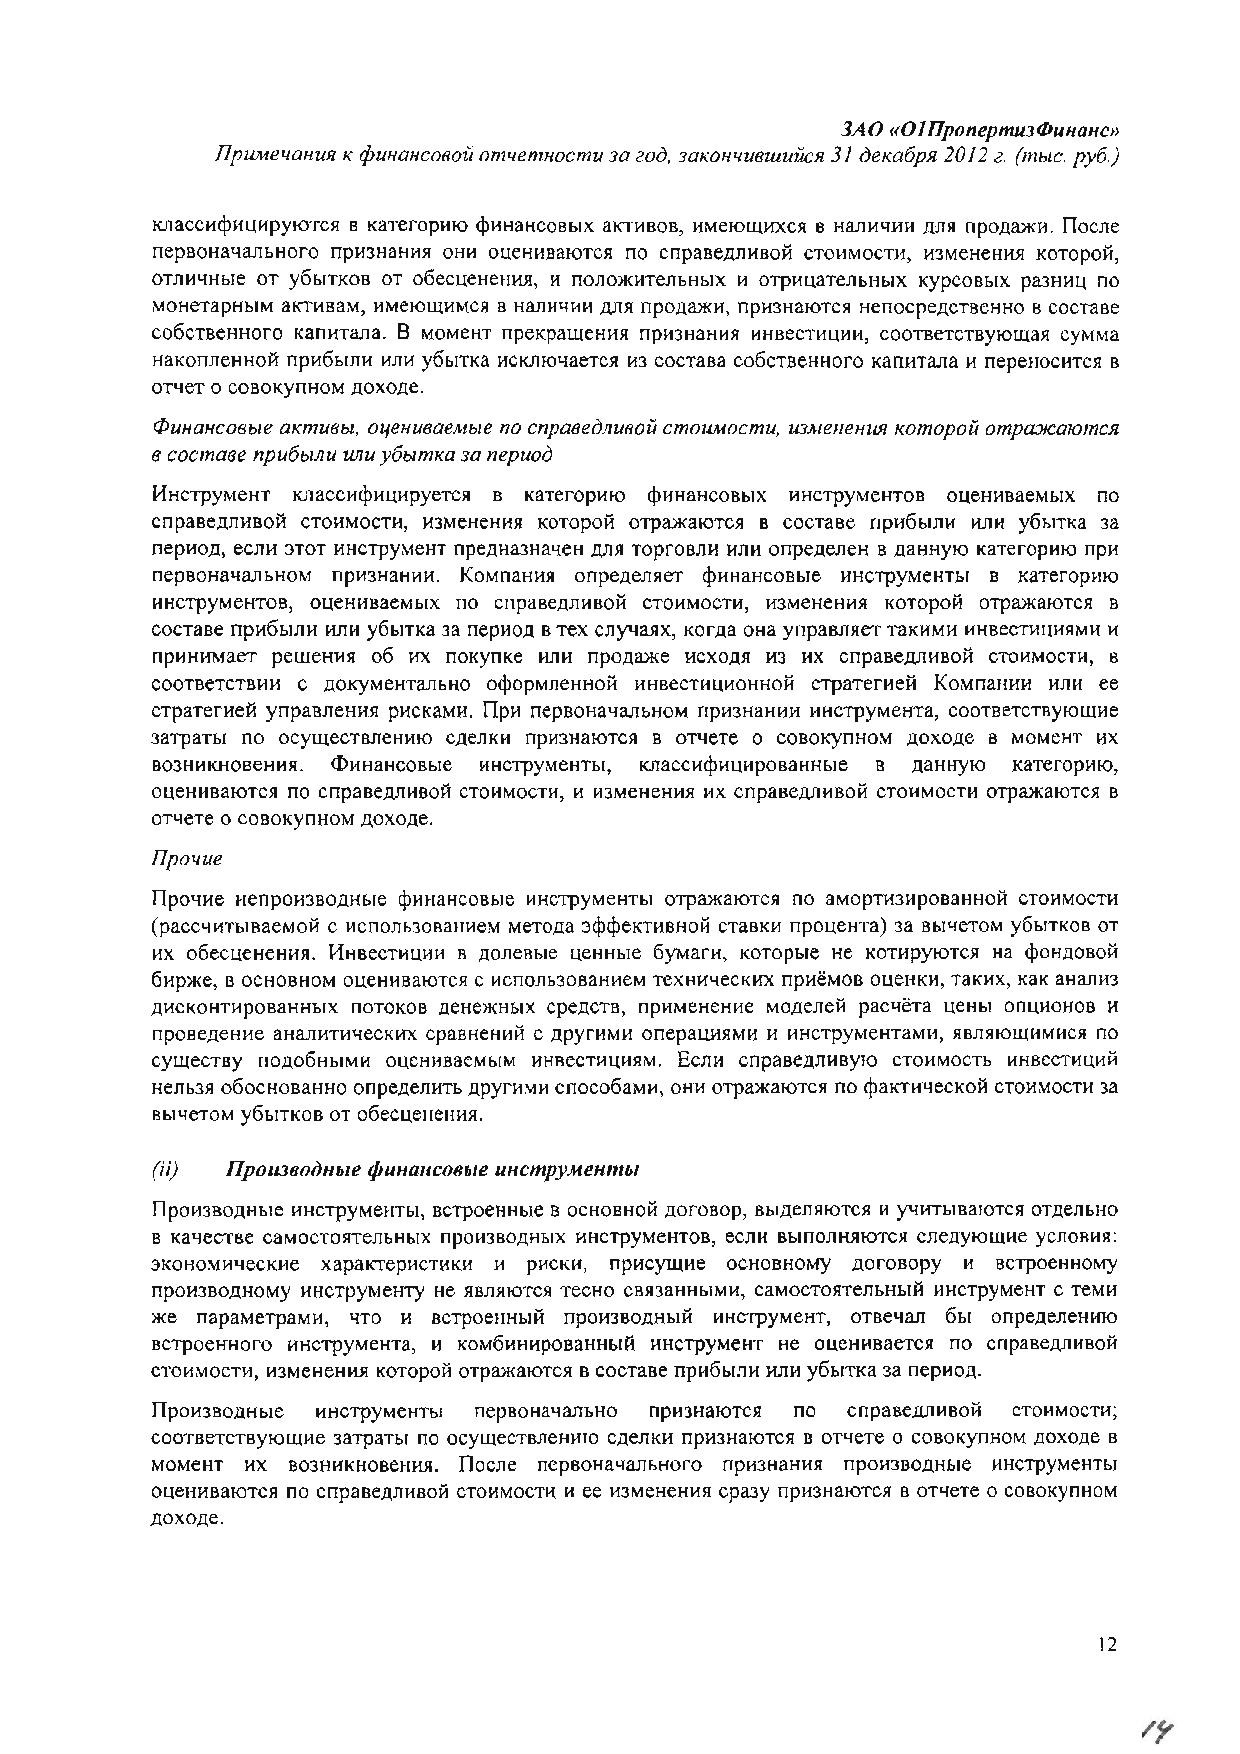 ЗАО «О1ПропертизФинанс»
Примечания к финансовой отчетности за год, закончившийся 31 декабря 2012 г. (тыс. руб.)
классифицируются в категорию финансовых активов, имеющихся в наличии для продажи. После
первоначального признания они оцениваются по справедливой стоимости, изменения которой,
отличные от убытков от обесценения, и положительных и отрицательных курсовых разниц по
монетарным активам, имеющимся в наличии для продажи, признаются непосредственно в составе
собственного капитала. В момент прекращения признания инвестиции, соответствующая сумма
накопленной прибыли или убытка исключается из состава собственного капитала и переносится в
отчет о совокупном доходе.
Финансовые активы, оцениваемые по справедливой стоимости, изменения которой отражаются
в составе прибыли или убытка за период
Инструмент классифицируется в категорию финансовых инструментов оцениваемых по
справедливой стоимости, изменения которой отражаются в составе прибыли или убытка за
период, если этот инструмент предназначен для торговли или определен в данную категорию при
первоначальном признании. Компания определяет финансовые инструменты в категорию
инструментов, оцениваемых по справедливой стоимости, изменения которой отражаются в
составе прибыли или убытка за период в тех случаях, когда она управляет такими инвестициями и
принимает решения об их покупке или продаже исходя из их справедливой стоимости, в
соответствии с документально оформленной инвестиционной стратегией Компании или ее
стратегией управления рисками. При первоначальном признании инструмента, соответствующие
затраты по осуществлению сделки признаются в отчете о совокупном доходе в момент их
возникновения. Финансовые инструменты, классифицированные в данную категорию,
оцениваются по справедливой стоимости, и изменения их справедливой стоимости отражаются в
отчете о совокупном доходе.
Прочие
Прочие непроизводные финансовые инструменты отражаются по амортизированной стоимости
(рассчитываемой с использованием метода эффективной ставки процента) за вычетом убытков от
их обесценения. Инвестиции в долевые ценные бумаги, которые не котируются на фондовой
бирже, в основном оцениваются с использованием технических приёмов оценки, таких, как анализ
дисконтированных потоков денежных средств, применение моделей расчёта цены опционов и
проведение аналитических сравнений с другими операциями и инструментами, являющимися по
существу подобными оцениваемым инвестициям. Если справедливую стоимость инвестиций
нельзя обоснованно определить другими способами, они отражаются по фактической стоимости за
вычетом убытков от обесценения.
(ii) Производные финансовые инструменты
Производные инструменты, встроенные в основной договор, выделяются и учитываются отдельно
в качестве самостоятельных производных инструментов, если выполняются следующие условия:
экономические характеристики и риски, присущие основному договору и встроенному
производному инструменту не являются тесно связанными, самостоятельный инструмент с теми
же параметрами, что и встроенный производный инструмент, отвечал бы определению
встроенного инструмента, и комбинированный инструмент не оценивается по справедливой
стоимости, изменения которой отражаются в составе прибыли или убытка за период.
Производные инструменты первоначально признаются по справедливой стоимости;
соответствующие затраты по осуществлению сделки признаются в отчете о совокупном доходе в
момент их возникновения. После первоначального признания производные инструменты
оцениваются по справедливой стоимости и ее изменения сразу признаются в отчете о совокупном
доходе.
12
14